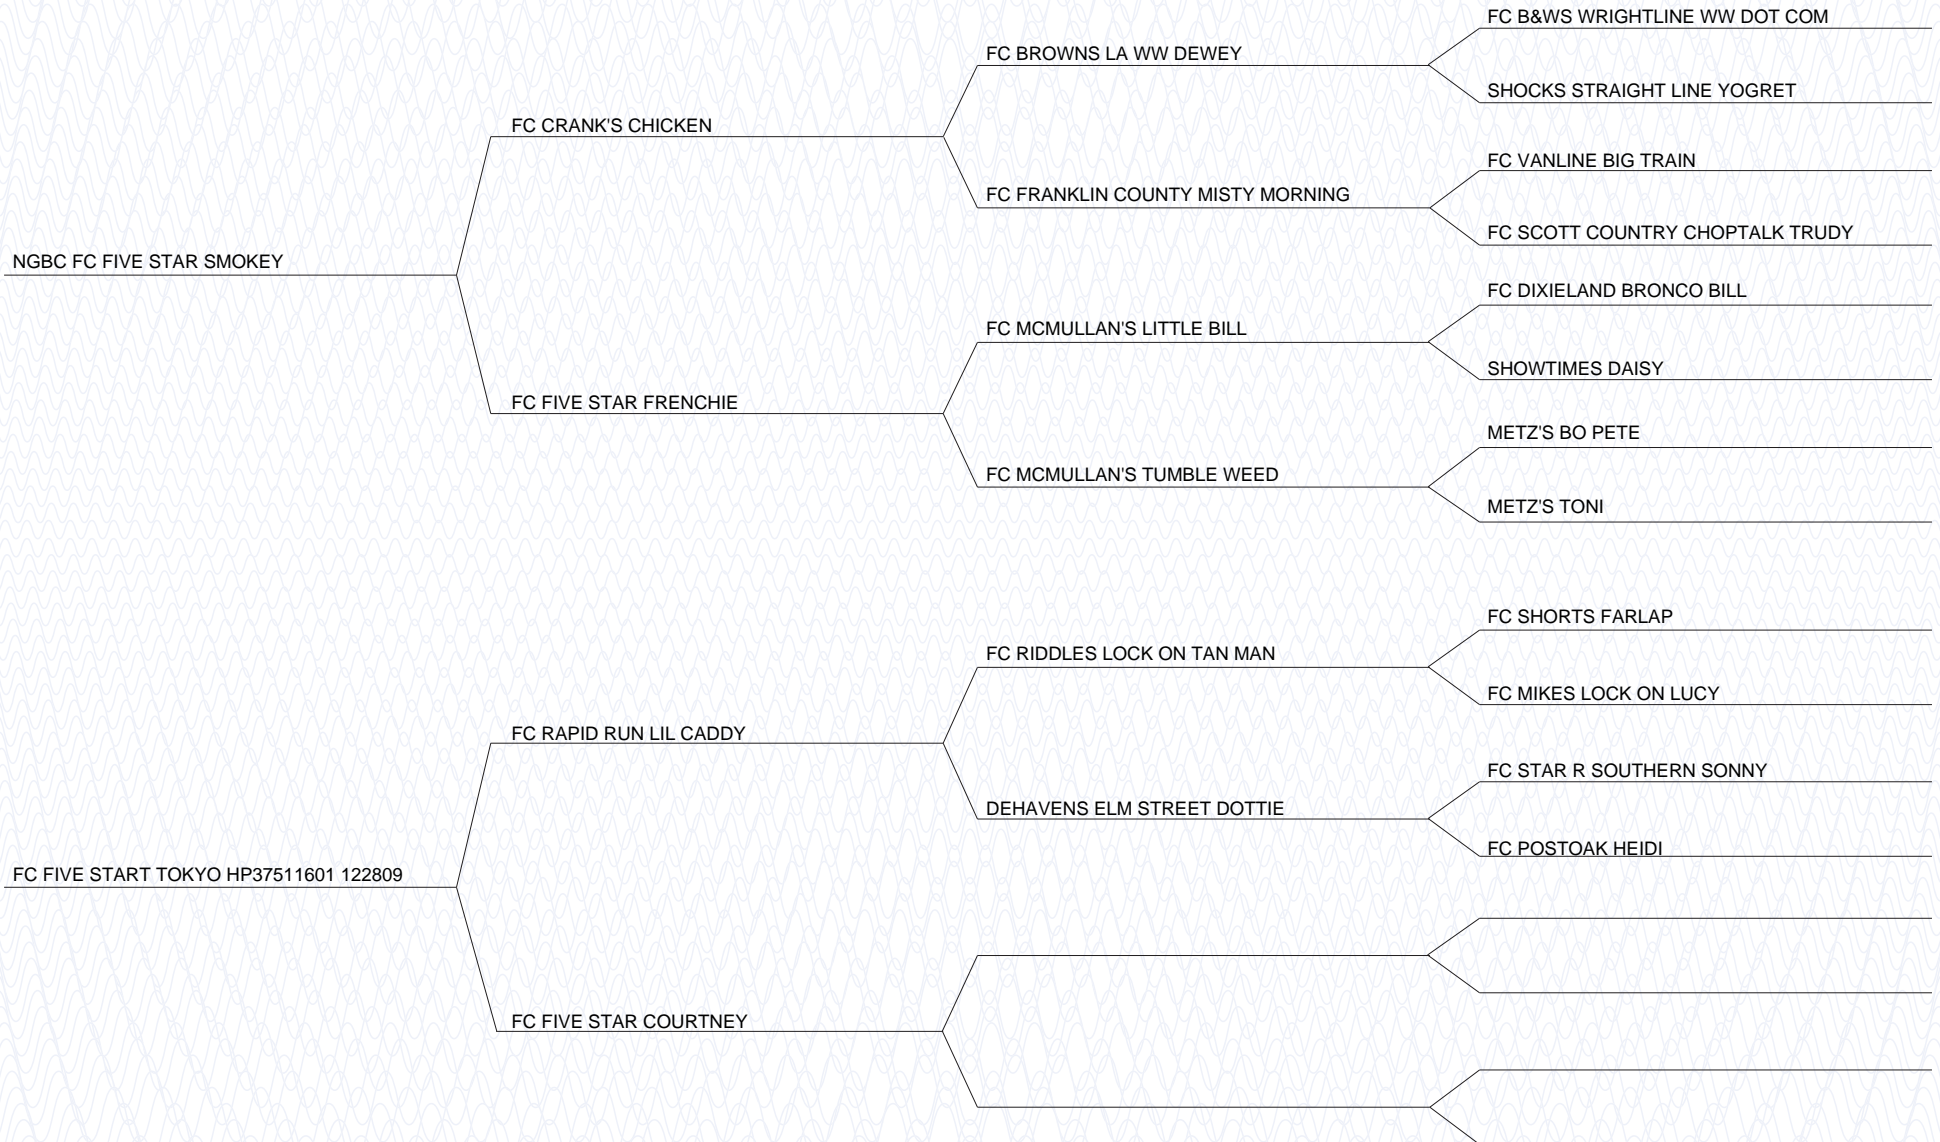 FC B&WS WRIGHTLINE WW DOT COM
FC BROWNS LA WW DEWEY
SHOCKS STRAIGHT LINE YOGRET
FC CRANK'S CHICKEN
FC VANLINE BIG TRAIN
FC FRANKLIN COUNTY MISTY MORNING
FC SCOTT COUNTRY CHOPTALK TRUDY
NGBC FC FIVE STAR SMOKEY
FC DIXIELAND BRONCO BILL
FC MCMULLAN'S LITTLE BILL
SHOWTIMES DAISY
FC FIVE STAR FRENCHIE
METZ'S BO PETE
FC MCMULLAN'S TUMBLE WEED
METZ'S TONI
FC SHORTS FARLAP
FC RIDDLES LOCK ON TAN MAN
FC MIKES LOCK ON LUCY
FC RAPID RUN LIL CADDY
FC STAR R SOUTHERN SONNY
DEHAVENS ELM STREET DOTTIE
FC POSTOAK HEIDI
FC FIVE START TOKYO HP37511601 122809
FC FIVE STAR COURTNEY